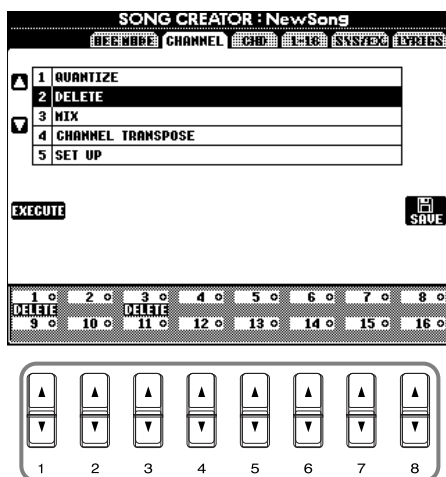 SONG CREATOR : NewSong
REC MODE CHANNEL CHD 1-16 SYS/EX. LYRICS
1 QUANTIZE
2 DELETE
3 MIX
4 CHANNEL TRANSPOSE
5 SET UP
EXECUTE
SAVE
1 2 3 4 5 6 7 8
DELETE DELETE
9 10 11 12 13 14 15 16
1 2 3 4 5 6 7 8